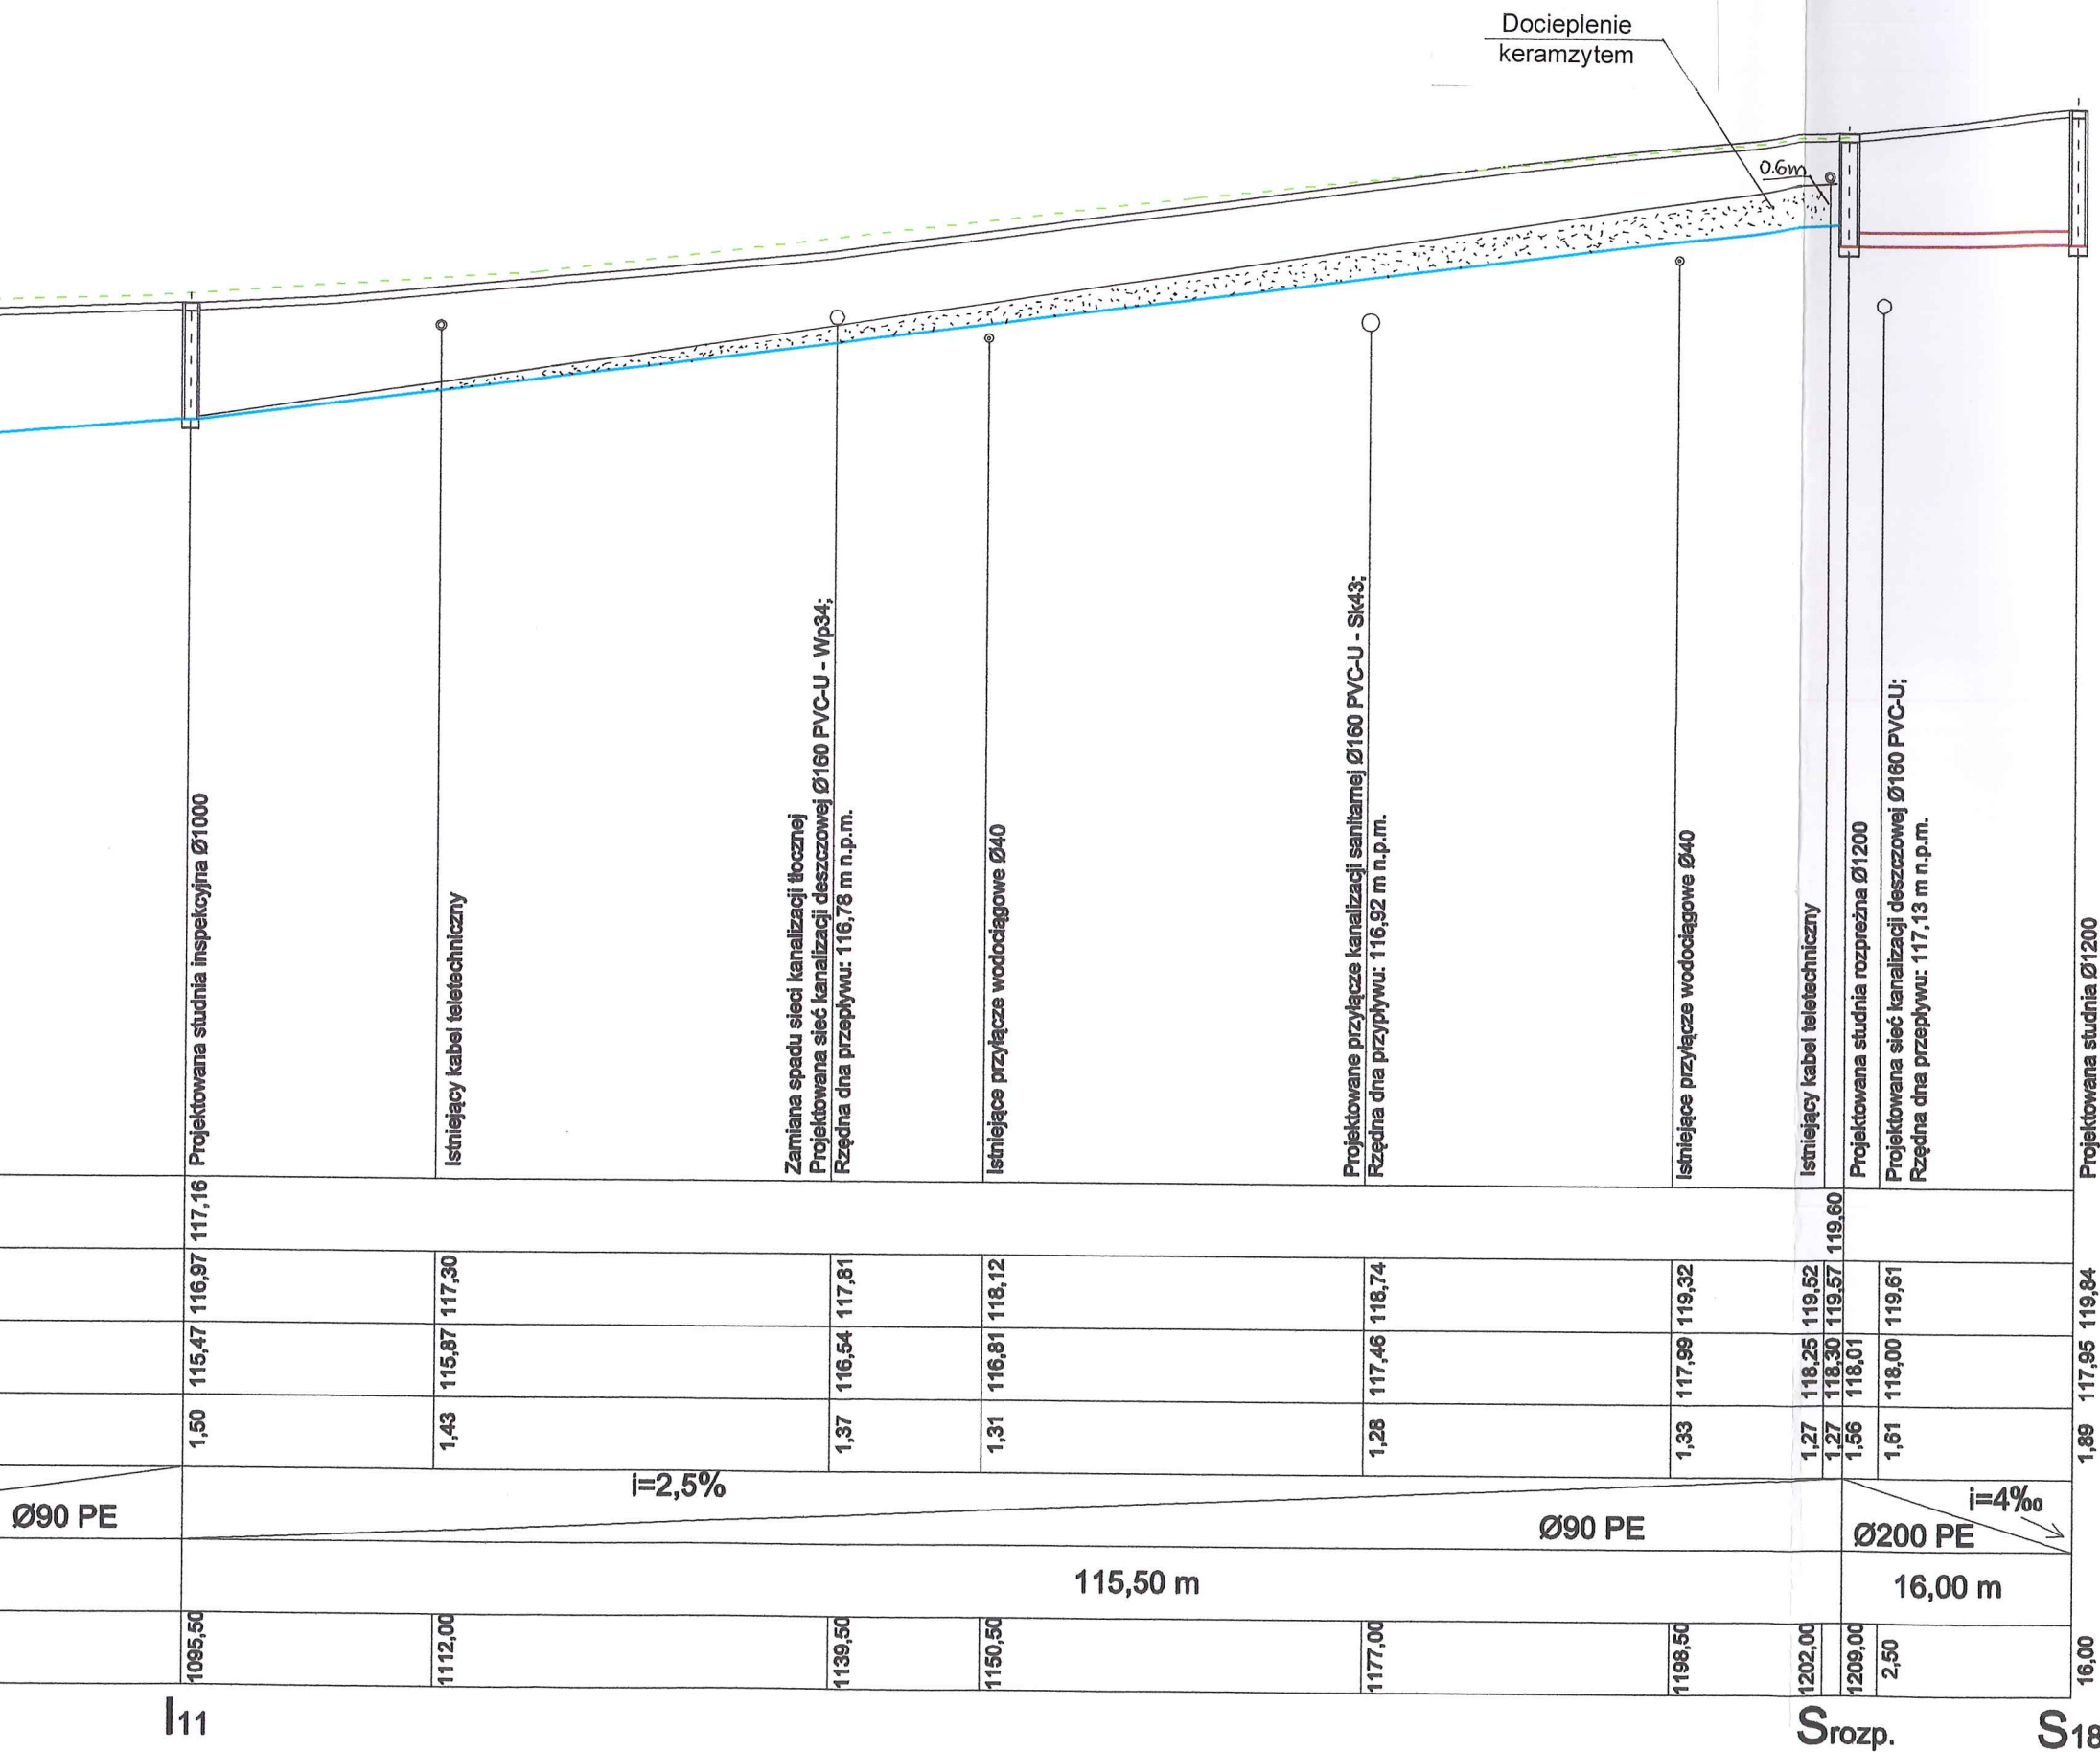 Docieplenie
keramzytem
0.6m
Projektowana studnia inspekcyjna Ø1000
Istniejący kabel teletechniczny
Zamiana spadu sieci kanalizacji tłocznej
Projektowana sieć kanalizacji deszczowej Ø160 PVC-U - Wp34;
Rzędna dna przepływu: 116,78 m n.p.m.
Istniejące przyłącze wodociągowe Ø40
Projektowane przyłącze kanalizacji sanitarnej Ø160 PVC-U - Sk43;
Rzędna dna przypływu: 116,92 m n.p.m.
Istniejące przyłącze wodociągowe Ø40
Istniejący kabel teletechniczny
Projektowana studnia rozprężna Ø1200
Projektowana sieć kanalizacji deszczowej Ø160 PVC-U;
Rzędna dna przepływu: 117,13 m n.p.m.
Projektowana studnia Ø1200
117,16 119,60
116,97 117,30 117,81 118,12 118,74 119,32 119,52 119,57 119,61 119,84
115,47 115,87 116,54 116,81 117,46 117,99 118,25 118,30 118,01 118,00 117,95
1,50 1,43 1,37 1,31 1,28 1,33 1,27 1,27 1,56 1,61 1,89
i=2,5% i=4‰
Ø90 PE Ø90 PE Ø200 PE
115,50 m 16,00 m
1095,50 1112,00 1139,50 1150,50 1177,00 1198,50 1202,00 1209,00 2,50 16,00
I11 Srozp. S18